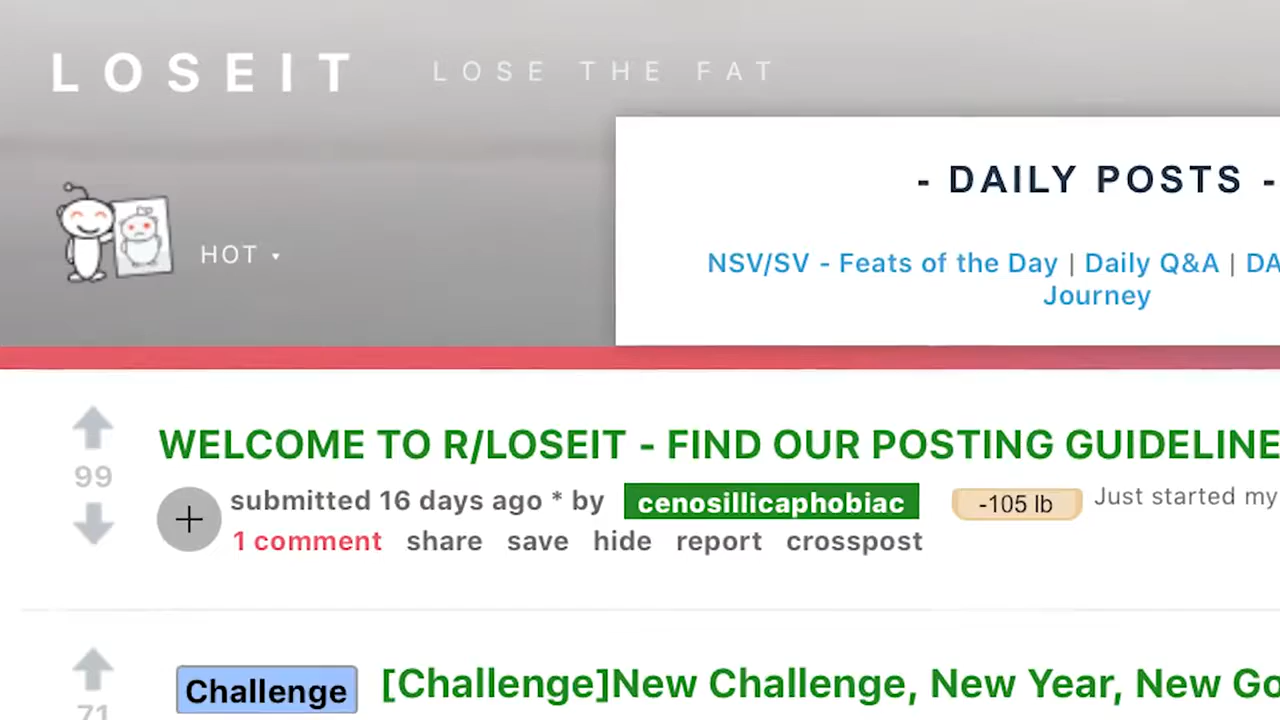 LOSEIT LOSE THE FAT
- DAILY POSTS -
HOT
NSV/SV - Feats of the Day | Daily Q&A | DA
Journey
99
WELCOME TO R/LOSEIT - FIND OUR POSTING GUIDELINE
submitted 16 days ago * by cenosillicaphobiac -105 lb Just started my
1 comment share save hide report crosspost
Challenge [Challenge]New Challenge, New Year, New Go
71